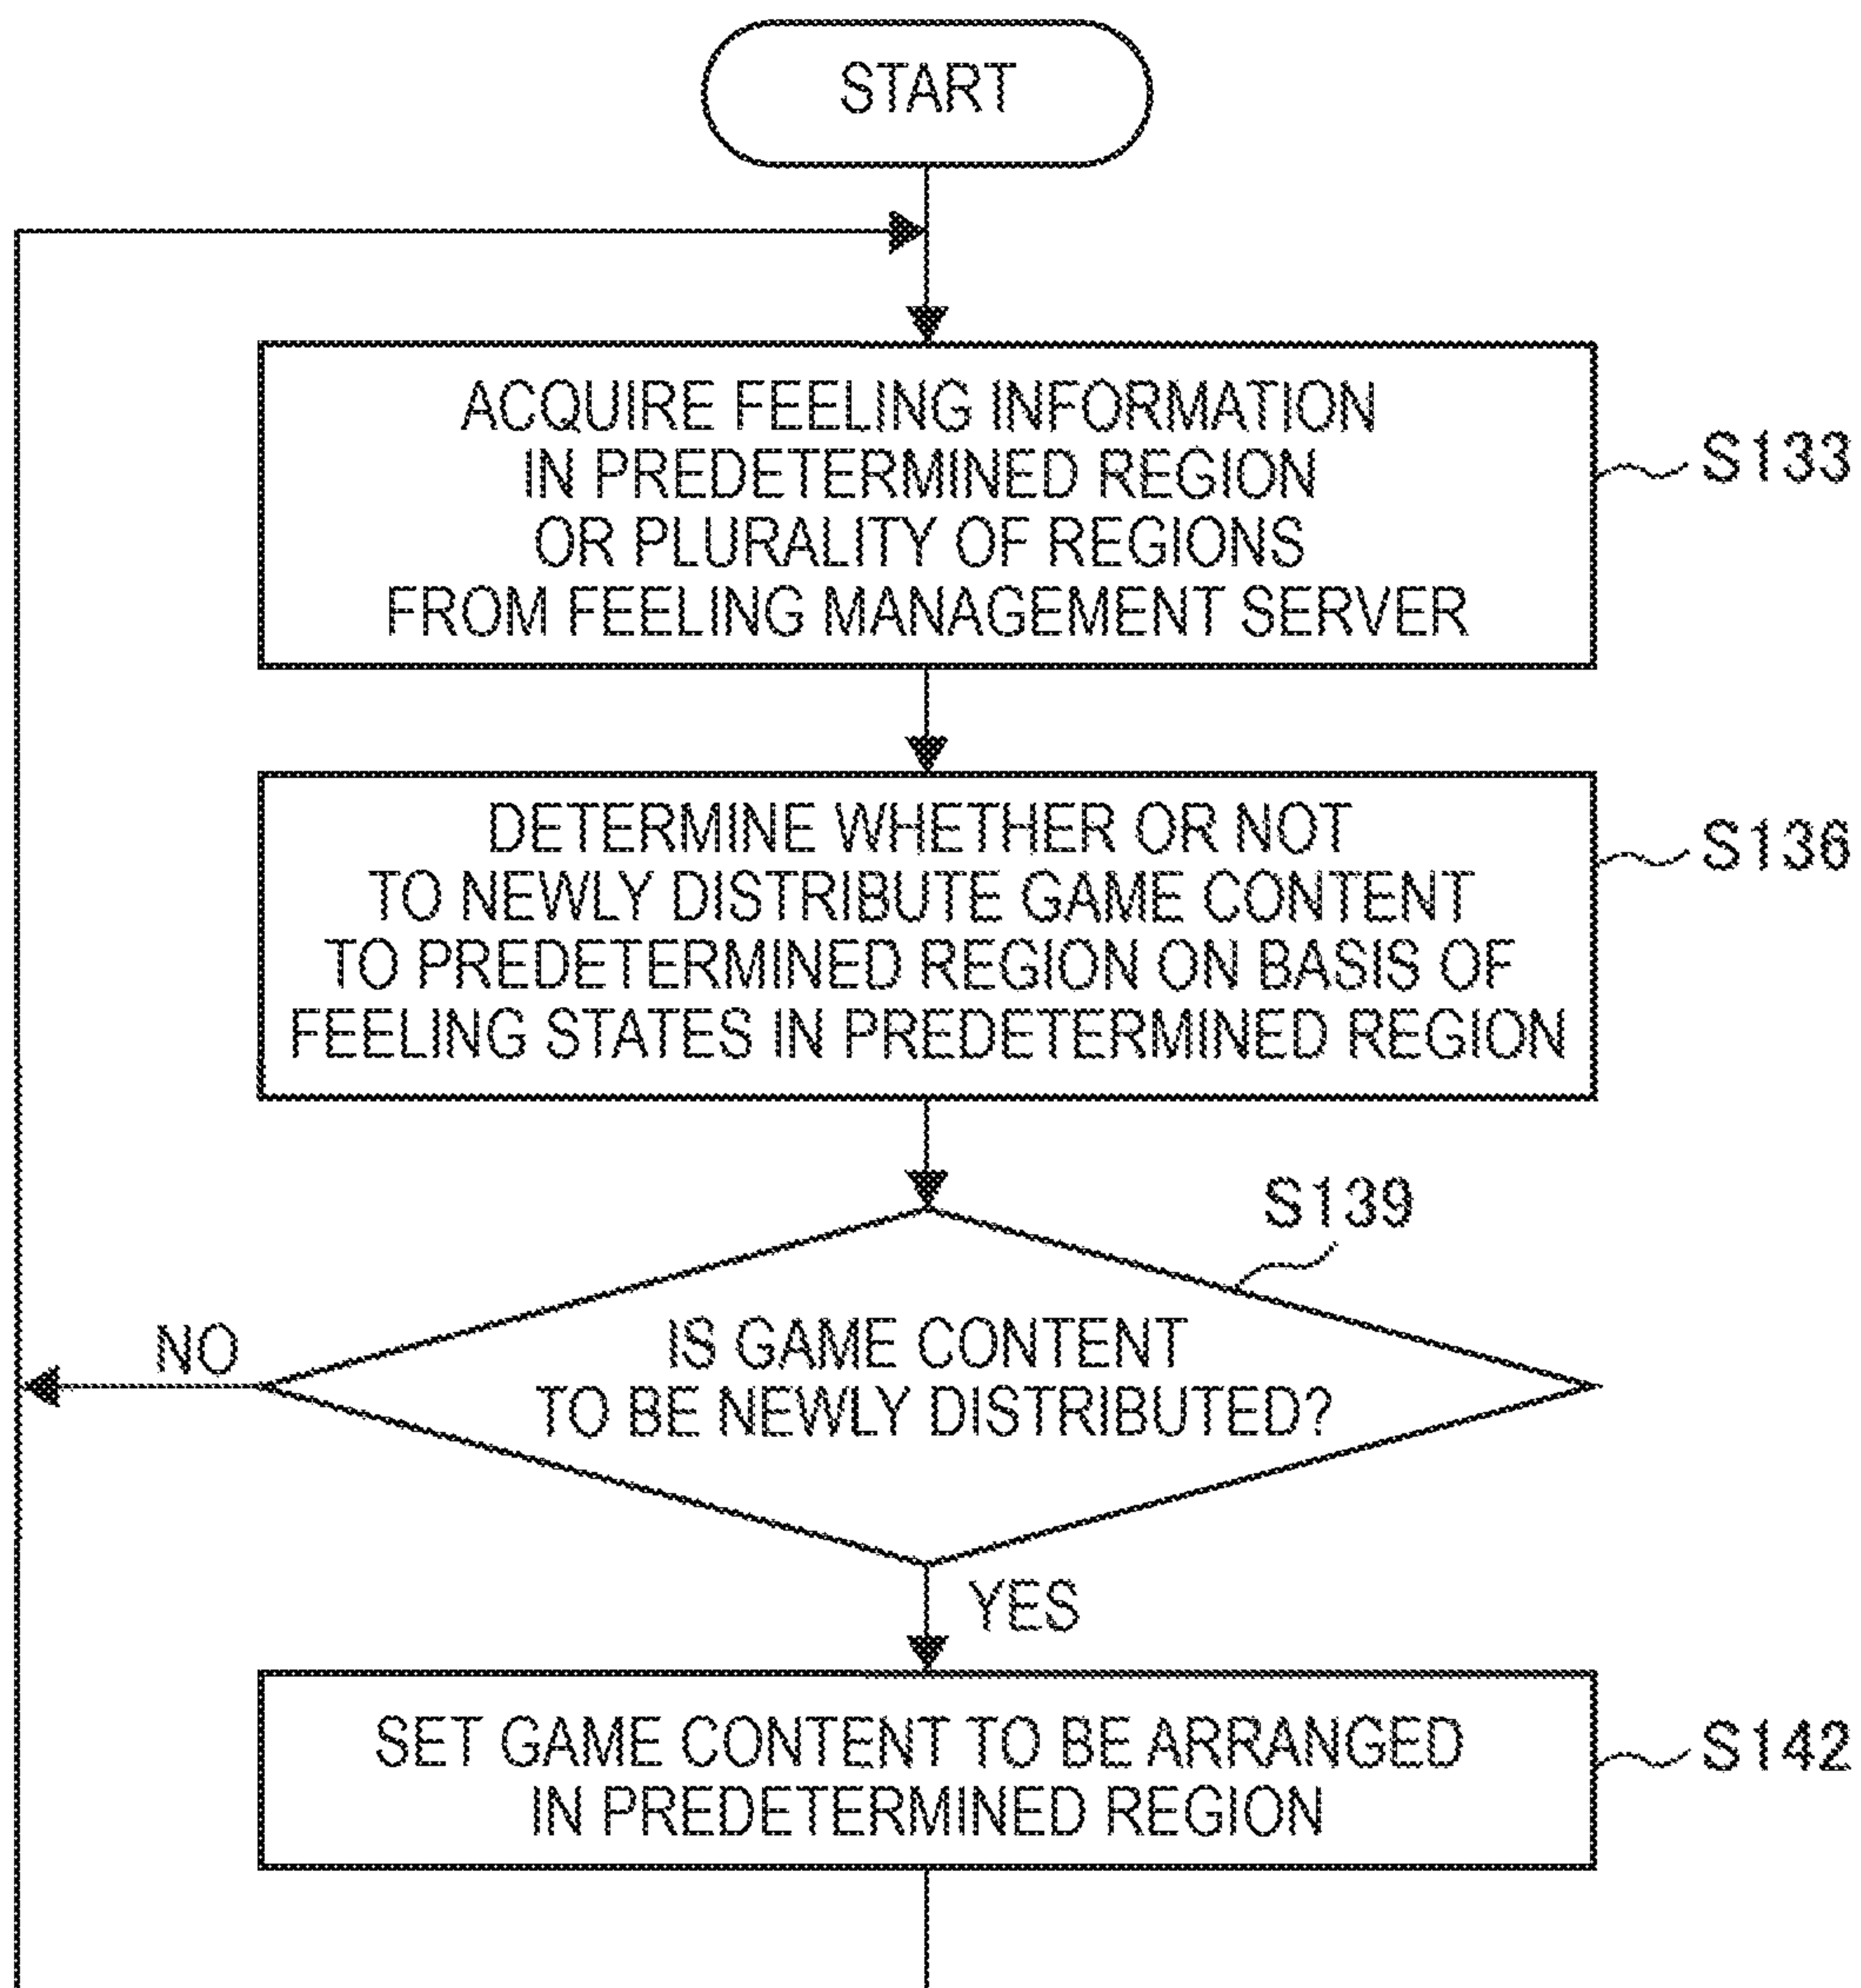 START
ACQUIRE FEELING INFORMATION
IN PREDETERMINED REGION
OR PLURALITY OF REGIONS
FROM FEELING MANAGEMENT SERVER
S133
DETERMINE WHETHER OR NOT
TO NEWLY DISTRIBUTE GAME CONTENT
TO PREDETERMINED REGION ON BASIS OF
FEELING STATES IN PREDETERMINED REGION
S136
S139
IS GAME CONTENT
TO BE NEWLY DISTRIBUTED?
NO
YES
SET GAME CONTENT TO BE ARRANGED
IN PREDETERMINED REGION
S142